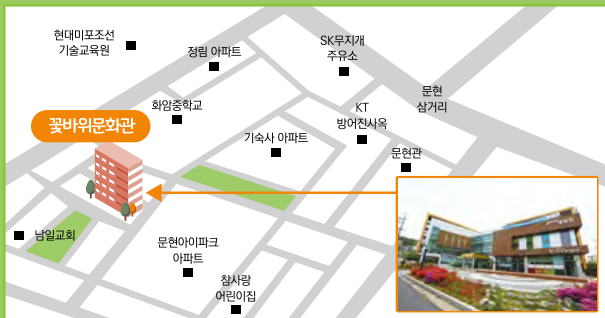 현대미포조선
기술교육원
정림 아파트
SK무지개
주유소
화암중학교
KT
방어진사옥
문현
삼거리
꽃바위문화관
기숙사 아파트
문현관
남일교회
문현아이파크
아파트
참사랑
어린이집